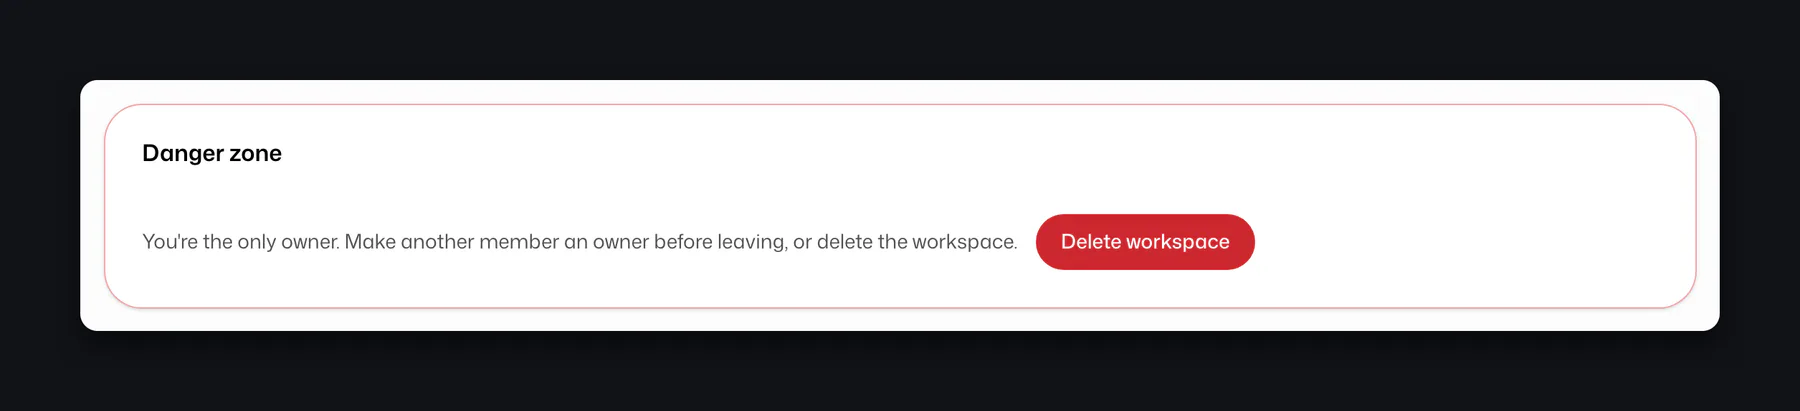 Danger zone
You're the only owner. Make another member an owner before leaving, or delete the workspace.
Delete workspace